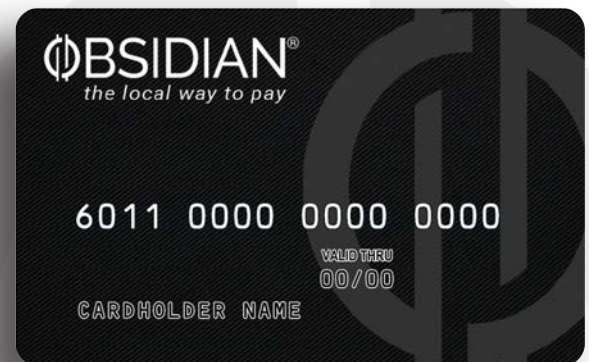 OBSIDIAN®
the local way to pay
6011 0000 0000 0000
VALID THRU
00/00
CARDHOLDER NAME